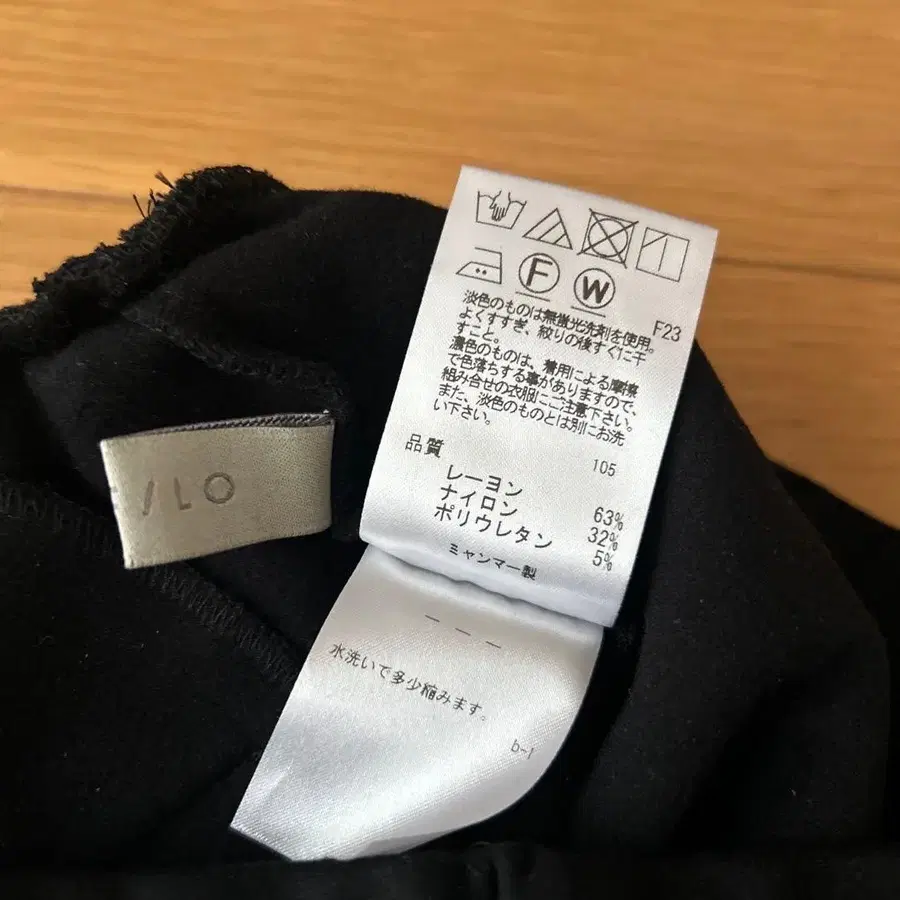 F
W
F23
淡色のものは無蛍光洗剤を使用。
よくすすぎ、絞りの後すぐに干
すこと。
濃色のものは、着用による摩擦
で色落ちする事がありますので、
組み合せの衣服にご注意下さい。
また、淡色のものとは別にお洗
い下さい。
品質
105
レーヨン 63%
ナイロン 32%
ポリウレタン 5%
ミャンマー製
/LO
水洗いで多少縮みます。
b-1